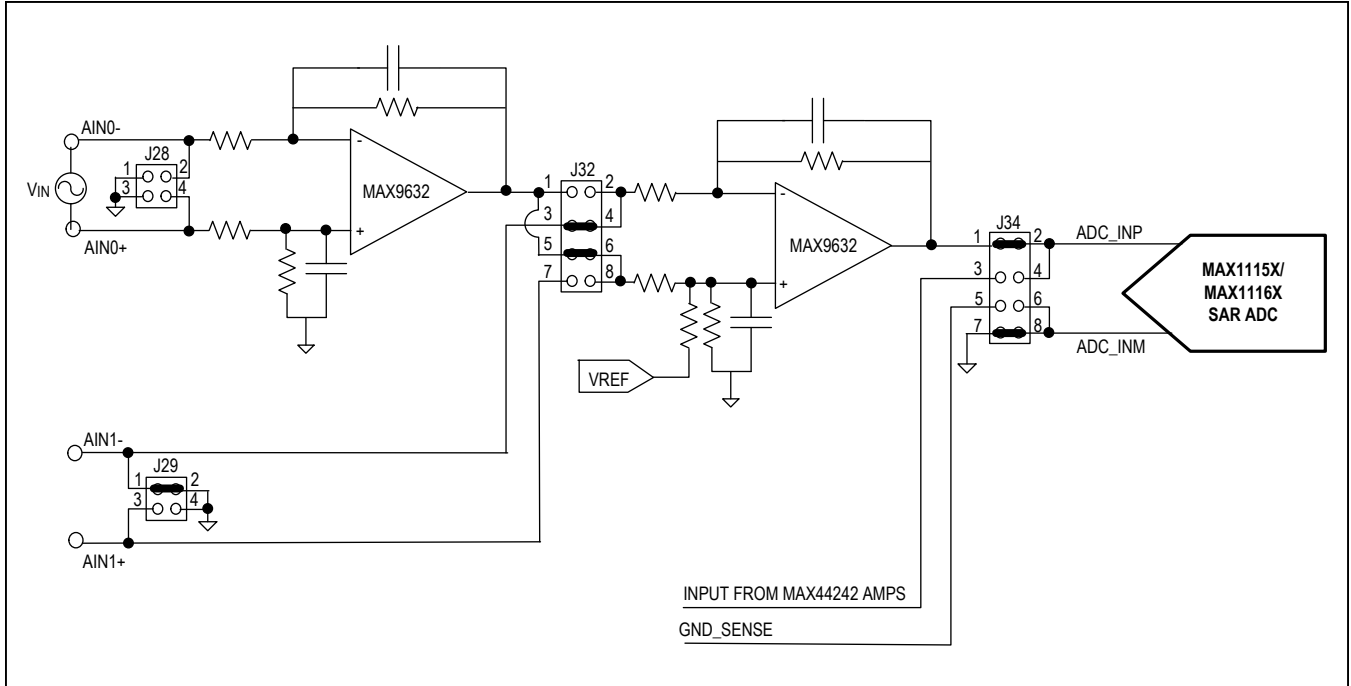 AIN0-
J28
1 2
3 4
VIN
AIN0+
-
MAX9632
+
J32
1 2
3 4
5 6
7 8
-
MAX9632
+
VREF
J34
1 2
3 4
5 6
7 8
ADC_INP
ADC_INM
MAX1115X/
MAX1116X
SAR ADC
AIN1-
J29
1 2
3 4
AIN1+
INPUT FROM MAX44242 AMPS
GND_SENSE